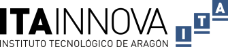 ITAINNOVA
INSTITUTO TECNOLÓGICO DE ARAGÓN
ITA